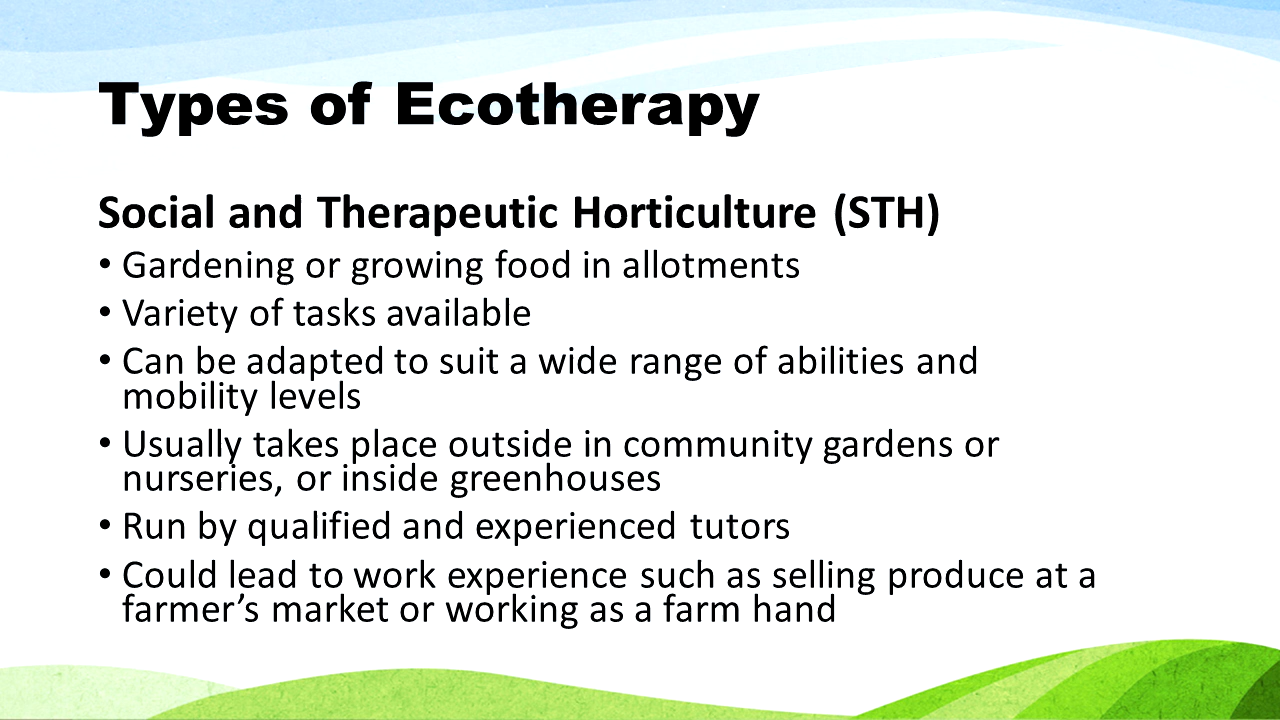 Types of Ecotherapy
Social and Therapeutic Horticulture (STH)
• Gardening or growing food in allotments
• Variety of tasks available
• Can be adapted to suit a wide range of abilities and
mobility levels
• Usually takes place outside in community gardens or
nurseries, or inside greenhouses
• Run by qualified and experienced tutors
• Could lead to work experience such as selling produce at a
farmer’s market or working as a farm hand